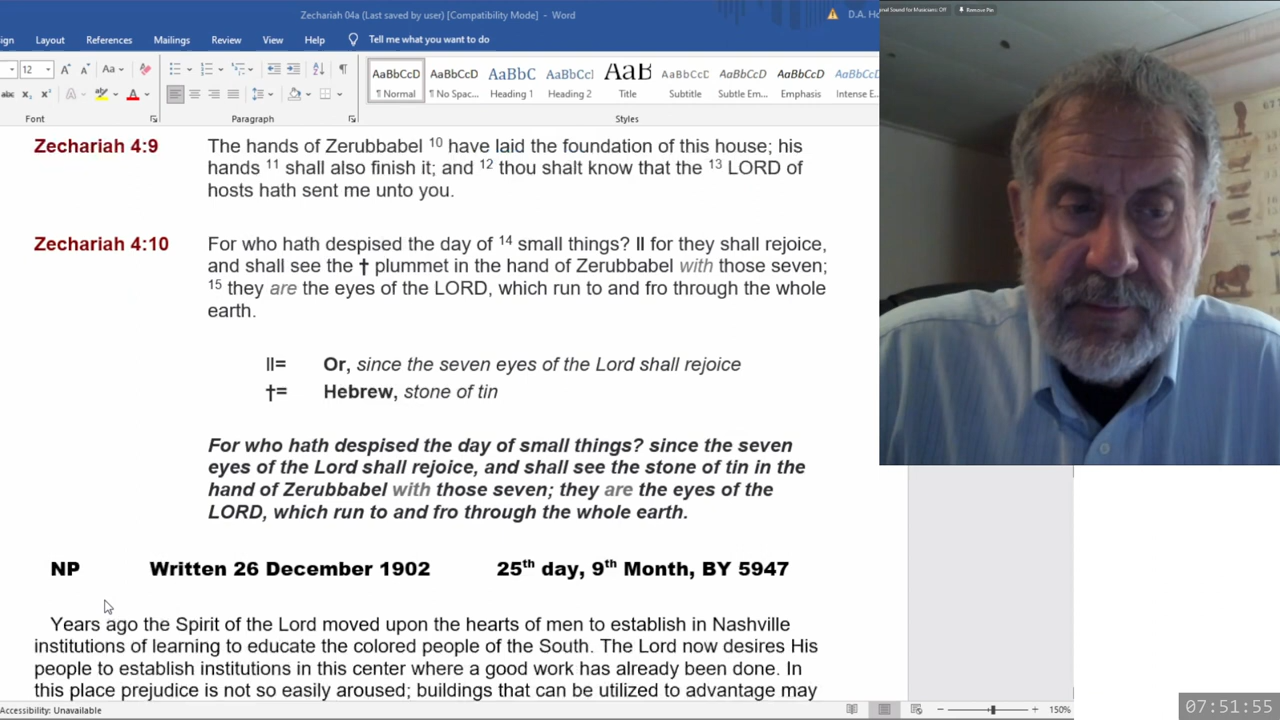 Zechariah 04a (Last saved by user) [Compatibility Mode] - Word
D.A. Ho
sign Layout References Mailings Review View Help Tell me what you want to do
12 Aa
AaBbCcD AaBbCcD AaBbC AaBbCcl AaB AaBbCcD AaBbCcD AaBbCcD AaBbCc
¶ Normal ¶ No Spac... Heading 1 Heading 2 Title Subtitle Subtle Em... Emphasis Intense E...
Font Paragraph Styles
Remove Pin
Zechariah 4:9 The hands of Zerubbabel 10 have laid the foundation of this house; his
hands 11 shall also finish it; and 12 thou shalt know that the 13 LORD of
hosts hath sent me unto you.
Zechariah 4:10 For who hath despised the day of 14 small things? ǁ for they shall rejoice,
and shall see the † plummet in the hand of Zerubbabel with those seven;
15 they are the eyes of the LORD, which run to and fro through the whole
earth.
ǁ= Or, since the seven eyes of the Lord shall rejoice
†= Hebrew, stone of tin
For who hath despised the day of small things? since the seven
eyes of the Lord shall rejoice, and shall see the stone of tin in the
hand of Zerubbabel with those seven; they are the eyes of the
LORD, which run to and fro through the whole earth.
NP Written 26 December 1902 25th day, 9th Month, BY 5947
Years ago the Spirit of the Lord moved upon the hearts of men to establish in Nashville
institutions of learning to educate the colored people of the South. The Lord now desires His
people to establish institutions in this center where a good work has already been done. In
this place prejudice is not so easily aroused; buildings that can be utilized to advantage may
Accessibility: Unavailable
150%
07:51:55